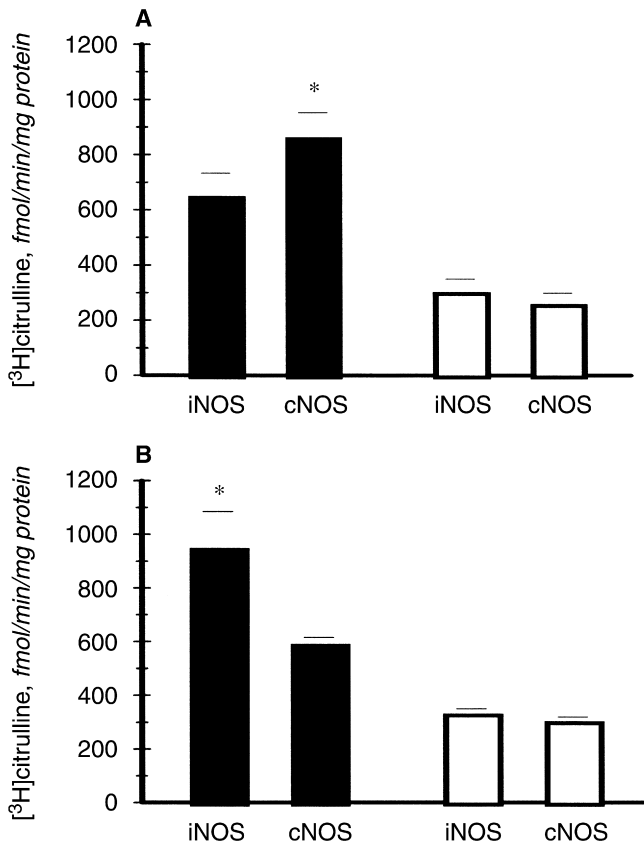 A
[³H]citrulline, fmol/min/mg protein
1200
1000
800
600
400
200
0
*
iNOS cNOS iNOS cNOS
B
[³H]citrulline, fmol/min/mg protein
1200
1000
800
600
400
200
0
*
iNOS cNOS iNOS cNOS